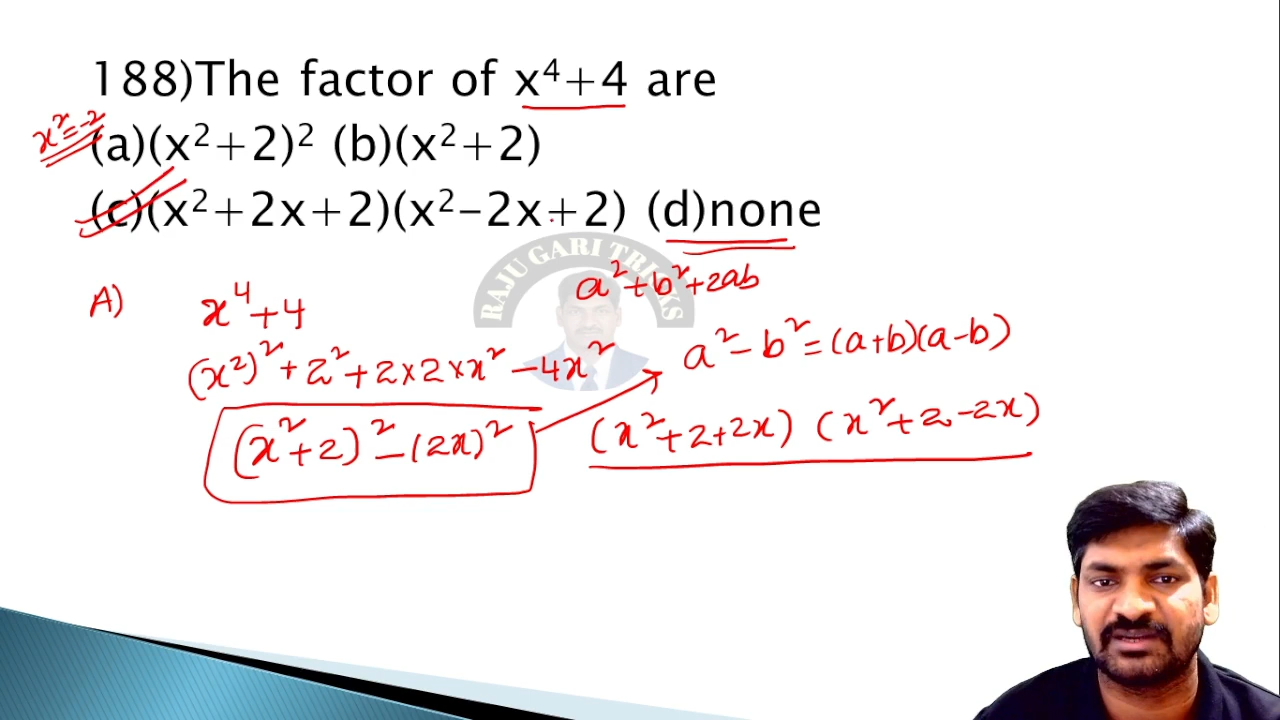 188)The factor of x⁴+4 are
x²=-2
(a)(x²+2)² (b)(x²+2)
(c)(x²+2x+2)(x²-2x+2) (d)none
RAJU GARI TRICKS
a²+b²+2ab
A) x⁴+4
a²-b²=(a+b)(a-b)
(x²)²+2²+2×2×x²-4x²
(x²+2)²-(2x)²
(x²+2+2x) (x²+2-2x)